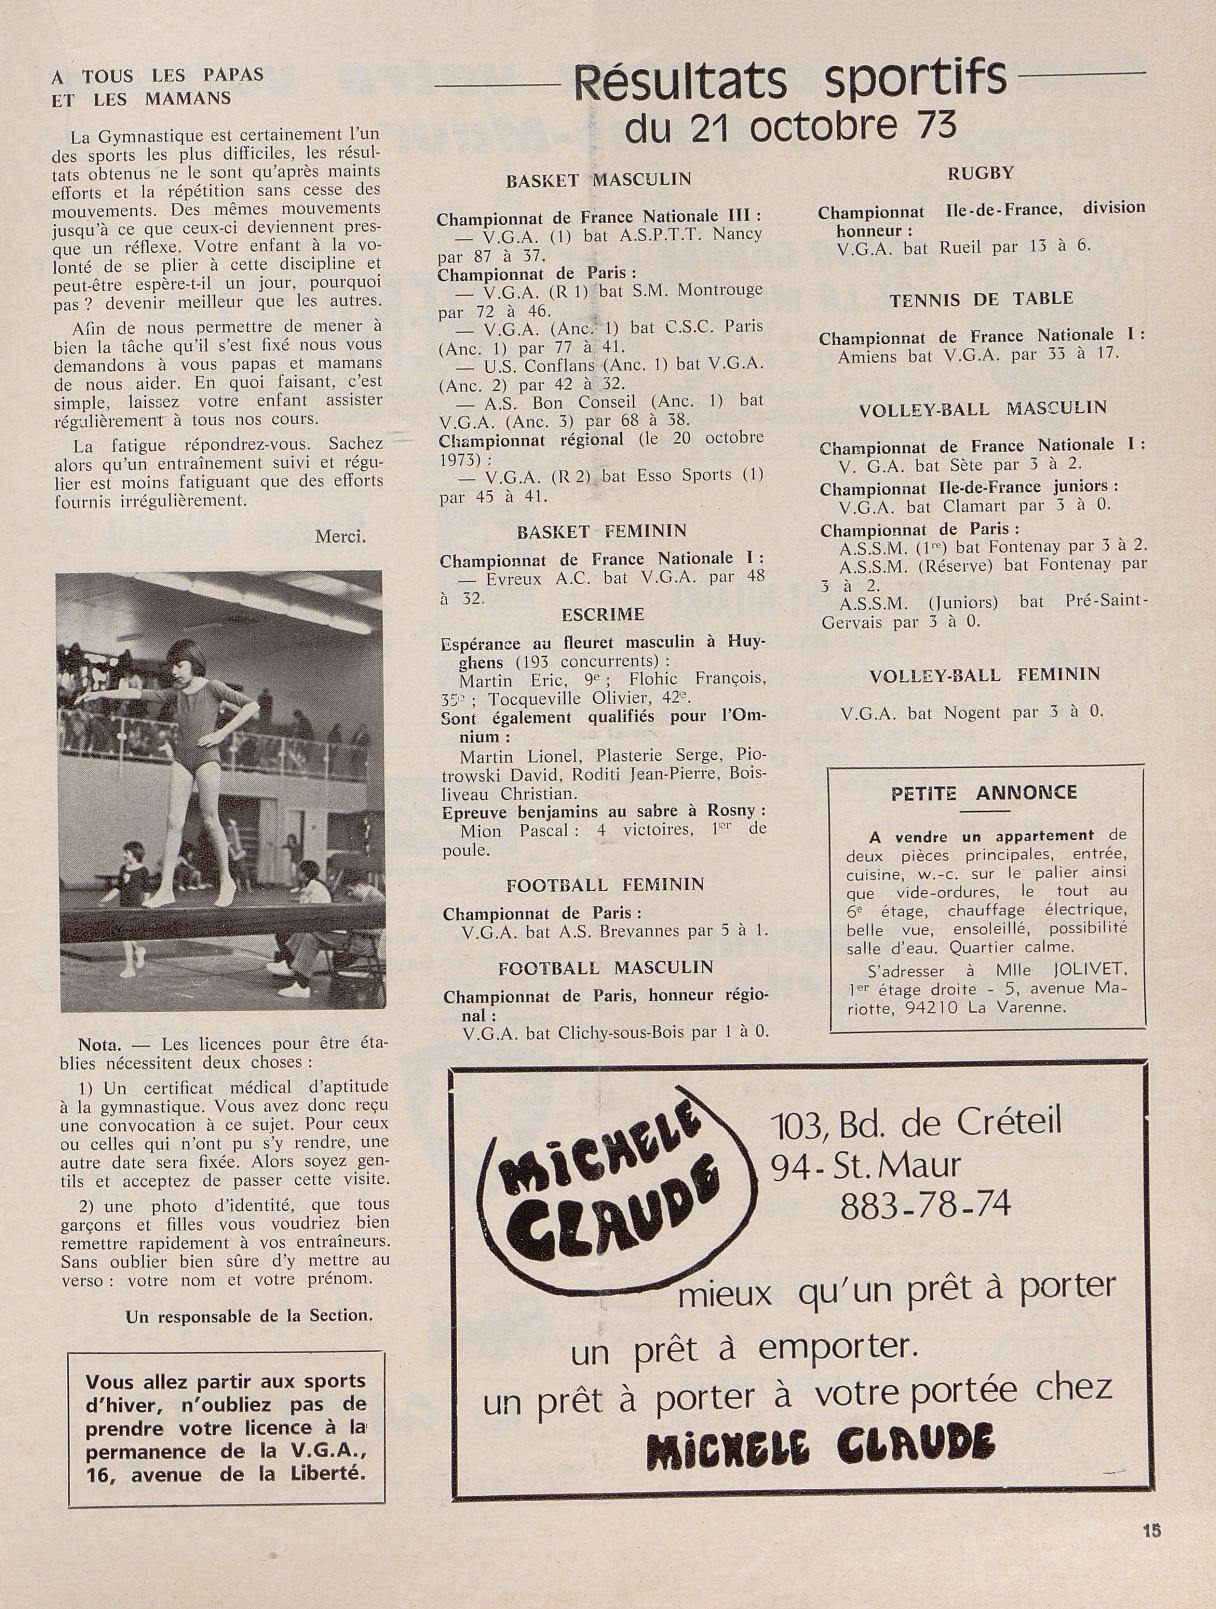 A TOUS LES PAPAS
ET LES MAMANS
La Gymnastique est certainement l'un
des sports les plus difficiles, les résul-
tats obtenus ne le sont qu'après maints
efforts et la répétition sans cesse des
mouvements. Des mêmes mouvements
jusqu'à ce que ceux-ci deviennent pres-
que un réflexe. Votre enfant à la vo-
lonté de se plier à cette discipline et
peut-être espère-t-il un jour, pourquoi
pas ? devenir meilleur que les autres.
Afin de nous permettre de mener à
bien la tâche qu'il s'est fixé nous vous
demandons à vous papas et mamans
de nous aider. En quoi faisant, c'est
simple, laissez votre enfant assister
régulièrement à tous nos cours.
La fatigue répondrez-vous. Sachez
alors qu'un entraînement suivi et régu-
lier est moins fatiguant que des efforts
fournis irrégulièrement.
Merci.
Nota. — Les licences pour être éta-
blies nécessitent deux choses :
1) Un certificat médical d'aptitude
à la gymnastique. Vous avez donc reçu
une convocation à ce sujet. Pour ceux
ou celles qui n'ont pu s'y rendre, une
autre date sera fixée. Alors soyez gen-
tils et acceptez de passer cette visite.
2) une photo d'identité, que tous
garçons et filles vous voudriez bien
remettre rapidement à vos entraîneurs.
Sans oublier bien sûre d'y mettre au
verso : votre nom et votre prénom.
Un responsable de la Section.
Vous allez partir aux sports
d'hiver, n'oubliez pas de
prendre votre licence à la
permanence de la V.G.A.,
16, avenue de la Liberté.
Résultats sportifs
du 21 octobre 73
BASKET MASCULIN
Championnat de France Nationale III :
— V.G.A. (1) bat A.S.P.T.T. Nancy
par 87 à 37.
Championnat de Paris :
— V.G.A. (R 1) bat S.M. Montrouge
par 72 à 46.
— V.G.A. (Anc. 1) bat C.S.C. Paris
(Anc. 1) par 77 à 41.
— U.S. Conflans (Anc. 1) bat V.G.A.
(Anc. 2) par 42 à 32.
— A.S. Bon Conseil (Anc. 1) bat
V.G.A. (Anc. 3) par 68 à 38.
Championnat régional (le 20 octobre
1973) :
— V.G.A. (R 2) bat Esso Sports (1)
par 45 à 41.
BASKET FEMININ
Championnat de France Nationale I :
— Evreux A.C. bat V.G.A. par 48
à 32.
ESCRIME
Espérance au fleuret masculin à Huy-
ghens (193 concurrents) :
Martin Eric, 9e ; Flohic François,
35e ; Tocqueville Olivier, 42e.
Sont également qualifiés pour l'Om-
nium :
Martin Lionel, Plasterie Serge, Pio-
trowski David, Roditi Jean-Pierre, Bois-
liveau Christian.
Epreuve benjamins au sabre à Rosny :
Mion Pascal : 4 victoires, 1er de
poule.
FOOTBALL FEMININ
Championnat de Paris :
V.G.A. bat A.S. Brevannes par 5 à 1.
FOOTBALL MASCULIN
Championnat de Paris, honneur régio-
nal :
V.G.A. bat Clichy-sous-Bois par 1 à 0.
RUGBY
Championnat Ile-de-France, division
honneur :
V.G.A. bat Rueil par 13 à 6.
TENNIS DE TABLE
Championnat de France Nationale I :
Amiens bat V.G.A. par 33 à 17.
VOLLEY-BALL MASCULIN
Championnat de France Nationale I :
V. G.A. bat Sète par 3 à 2.
Championnat Ile-de-France juniors :
V.G.A. bat Clamart par 3 à 0.
Championnat de Paris :
A.S.S.M. (1re) bat Fontenay par 3 à 2.
A.S.S.M. (Réserve) bat Fontenay par
3 à 2.
A.S.S.M. (Juniors) bat Pré-Saint-
Gervais par 3 à 0.
VOLLEY-BALL FEMININ
V.G.A. bat Nogent par 3 à 0.
PETITE ANNONCE
A vendre un appartement de
deux pièces principales, entrée,
cuisine, w.-c. sur le palier ainsi
que vide-ordures, le tout au
6e étage, chauffage électrique,
belle vue, ensoleillé, possibilité
salle d'eau. Quartier calme.
S'adresser à Mlle JOLIVET,
1er étage droite - 5, avenue Ma-
riotte, 94210 La Varenne.
MICHELE
CLAUDE
103, Bd. de Créteil
94 - St. Maur
883-78-74
mieux qu'un prêt à porter
un prêt à emporter.
un prêt à porter à votre portée chez
MICHELE CLAUDE
15